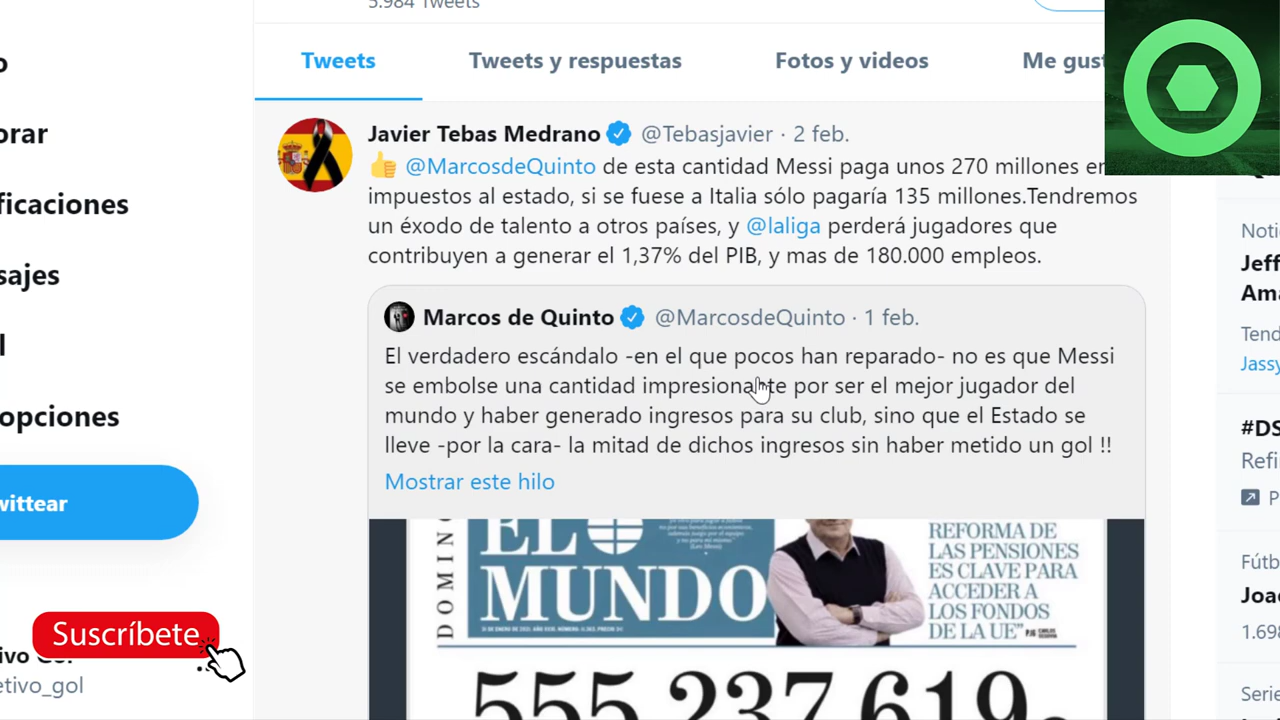 5.984 Tweets
Tweets
Tweets y respuestas
Fotos y videos
Me gust
Javier Tebas Medrano @Tebasjavier · 2 feb.
👍 @MarcosdeQuinto de esta cantidad Messi paga unos 270 millones en
impuestos al estado, si se fuese a Italia sólo pagaría 135 millones.Tendremos
un éxodo de talento a otros países, y @laliga perderá jugadores que
contribuyen a generar el 1,37% del PIB, y mas de 180.000 empleos.
Marcos de Quinto @MarcosdeQuinto · 1 feb.
El verdadero escándalo -en el que pocos han reparado- no es que Messi
se embolse una cantidad impresionante por ser el mejor jugador del
mundo y haber generado ingresos para su club, sino que el Estado se
lleve -por la cara- la mitad de dichos ingresos sin haber metido un gol !!
Mostrar este hilo
DOMINGO
EL
MUNDO
REFORMA DE
LAS PENSIONES
ES CLAVE PARA
ACCEDER A
LOS FONDOS
DE LA UE"
555.237.619
o
orar
ficaciones
sajes
l
opciones
wittear
Suscríbete
ivo Gol
etivo_gol
Noti
Jeff
Ama
Tend
Jassy
#DS
Refi
P
Fútb
Joao
1.698
Serie